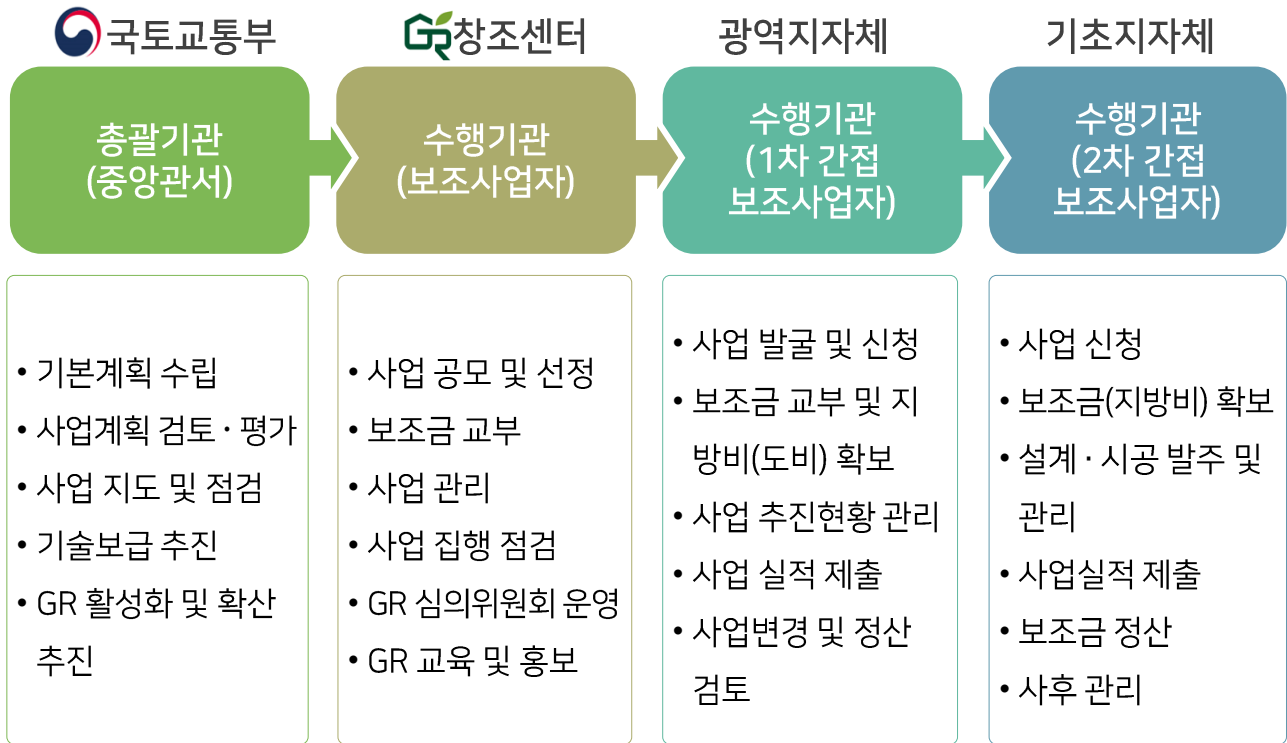 국토교통부
총괄기관
(중앙관서)
• 기본계획 수립
• 사업계획 검토 · 평가
• 사업 지도 및 점검
• 기술보급 추진
• GR 활성화 및 확산
추진
GR창조센터
수행기관
(보조사업자)
• 사업 공모 및 선정
• 보조금 교부
• 사업 관리
• 사업 집행 점검
• GR 심의위원회 운영
• GR 교육 및 홍보
광역지자체
수행기관
(1차 간접
보조사업자)
• 사업 발굴 및 신청
• 보조금 교부 및 지
방비(도비) 확보
• 사업 추진현황 관리
• 사업 실적 제출
• 사업변경 및 정산
검토
기초지자체
수행기관
(2차 간접
보조사업자)
• 사업 신청
• 보조금(지방비) 확보
• 설계 · 시공 발주 및
관리
• 사업실적 제출
• 보조금 정산
• 사후 관리